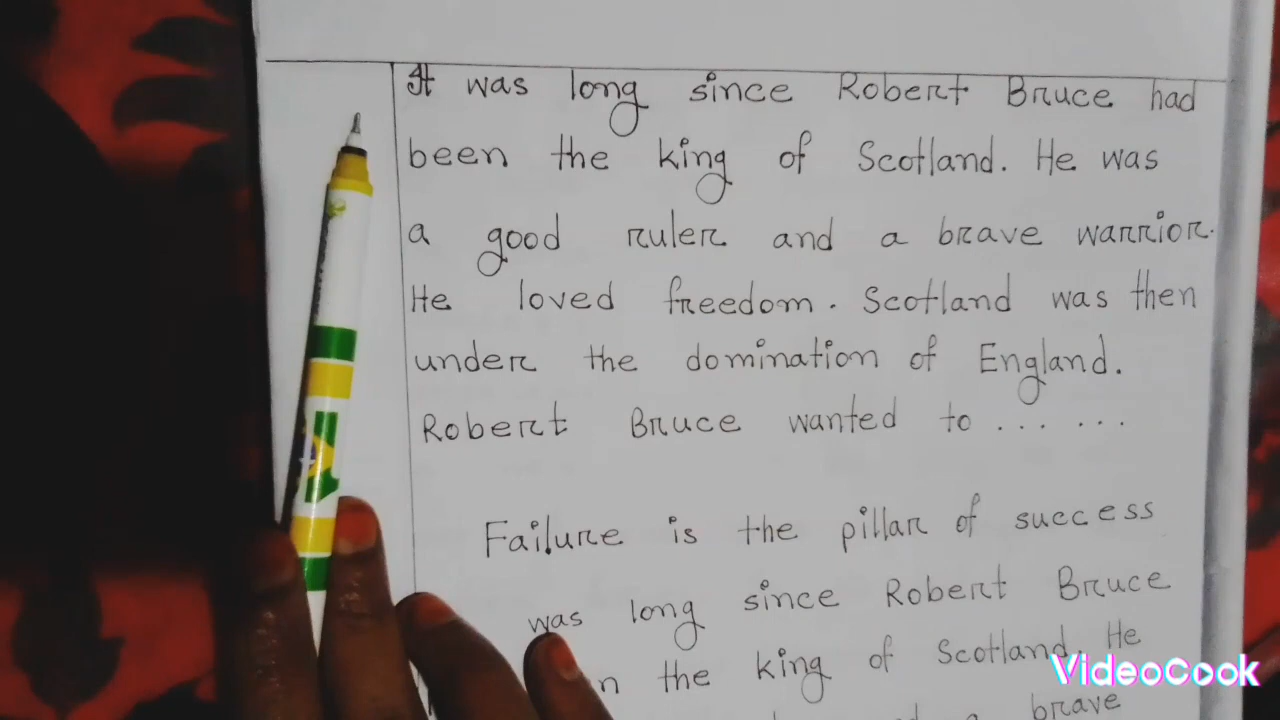 It was long since Robert Bruce had
been the king of Scotland. He was
a good ruler and a brave warrior.
He loved freedom. Scotland was then
under the domination of England.
Robert Bruce wanted to . . . . . .
Failure is the pillar of success
was long since Robert Bruce
the king of Scotland. He
a brave
VideoCook